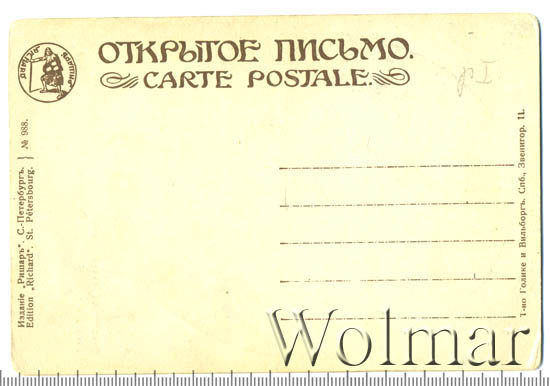 ОТКРЫТОЕ ПИСЬМО.
CARTE POSTALE.
Изданіе „Ришаръ". С.-Петербургъ.
Edition „Richard". St. Pétersbourg.
№ 988.
Т-во Голике и Вильборгъ. Спб., Звенигор. 11.
Wolmar